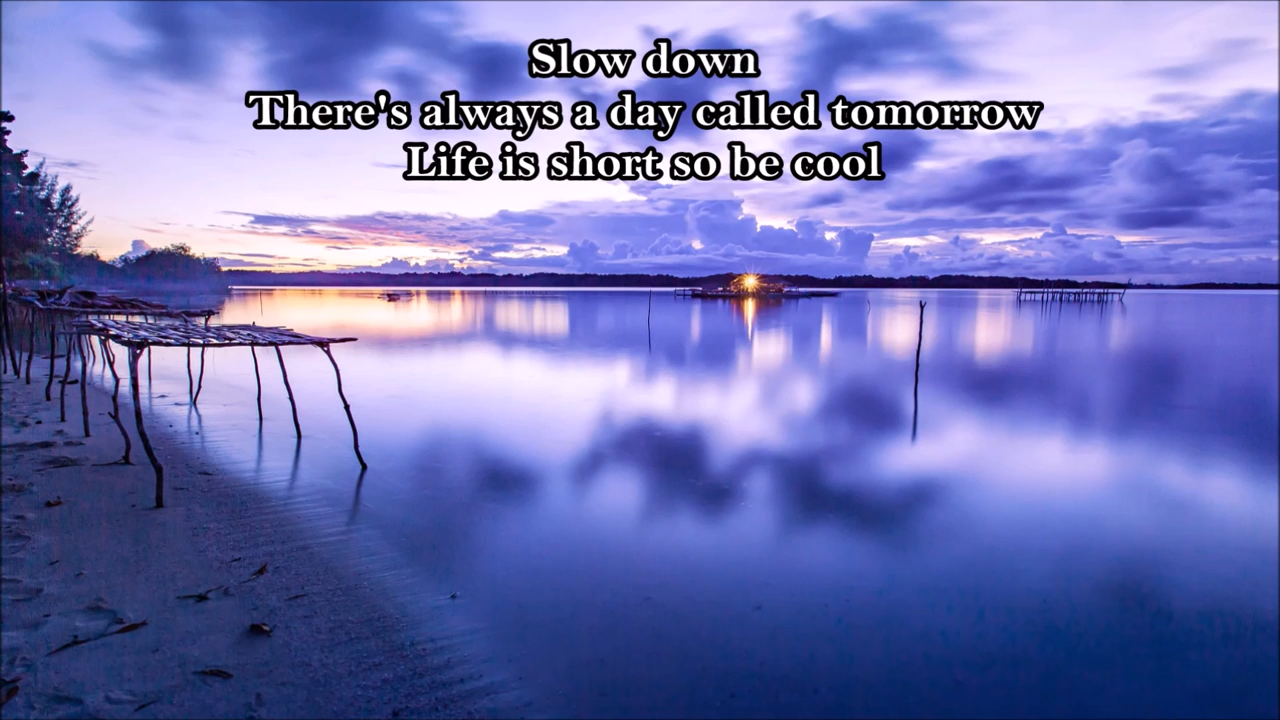 Slow down
There's always a day called tomorrow
Life is short so be cool